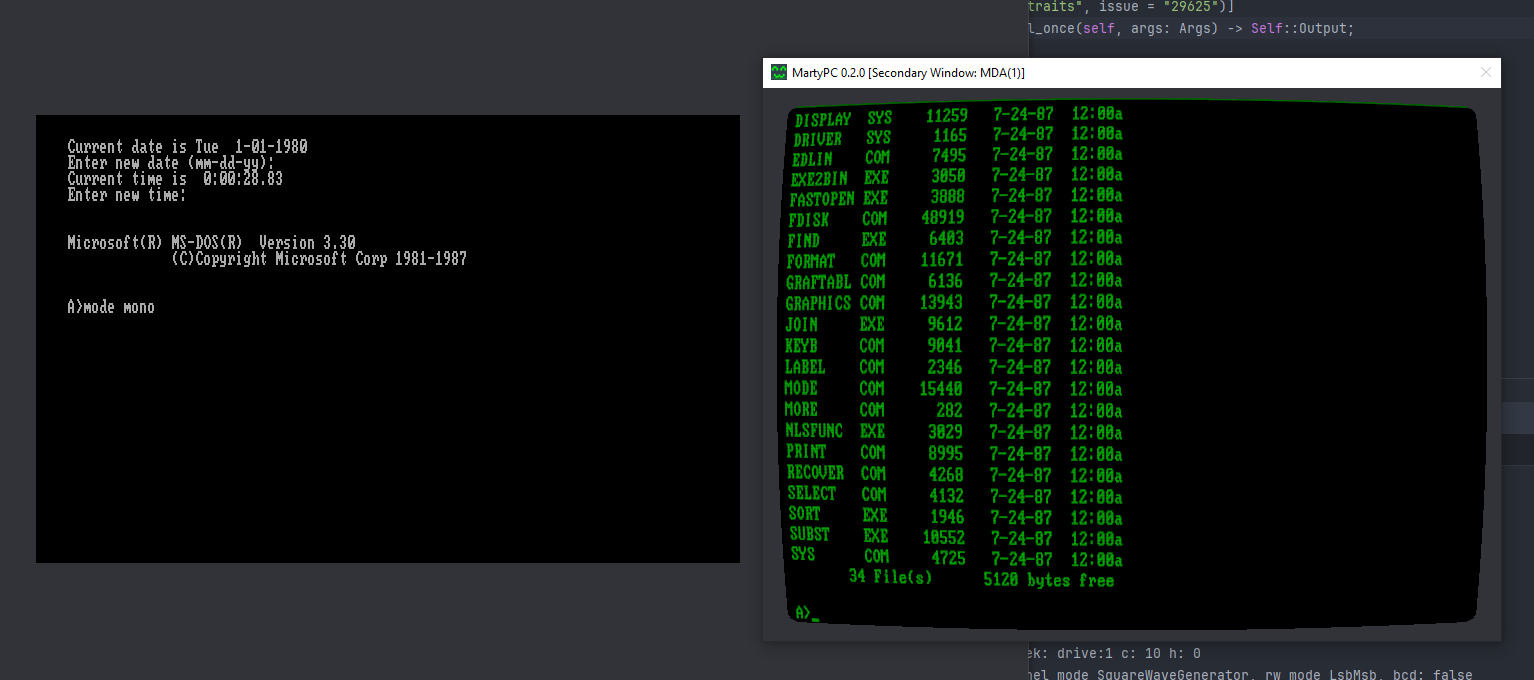 traits", issue = "29625")]
l_once(self, args: Args) -> Self::Output;
Current date is Tue  1-01-1980
Enter new date (mm-dd-yy):
Current time is  0:00:28.83
Enter new time:
Microsoft(R) MS-DOS(R)  Version 3.30
(C)Copyright Microsoft Corp 1981-1987
A>mode mono
MartyPC 0.2.0 [Secondary Window: MDA(1)]
DISPLAY  SYS    11259   7-24-87  12:00a
DRIVER   SYS     1165   7-24-87  12:00a
EDLIN    COM     7495   7-24-87  12:00a
EXE2BIN  EXE     3050   7-24-87  12:00a
FASTOPEN EXE     3888   7-24-87  12:00a
FDISK    COM    48919   7-24-87  12:00a
FIND     EXE     6403   7-24-87  12:00a
FORMAT   COM    11671   7-24-87  12:00a
GRAFTABL COM     6136   7-24-87  12:00a
GRAPHICS COM    13943   7-24-87  12:00a
JOIN     EXE     9612   7-24-87  12:00a
KEYB     COM     9041   7-24-87  12:00a
LABEL    COM     2346   7-24-87  12:00a
MODE     COM    15440   7-24-87  12:00a
MORE     COM      282   7-24-87  12:00a
NLSFUNC  EXE     3029   7-24-87  12:00a
PRINT    COM     8995   7-24-87  12:00a
RECOVER  COM     4268   7-24-87  12:00a
SELECT   COM     4132   7-24-87  12:00a
SORT     EXE     1946   7-24-87  12:00a
SUBST    EXE    10552   7-24-87  12:00a
SYS      COM     4725   7-24-87  12:00a
34 File(s)      5120 bytes free
A>_
ek: drive:1 c: 10 h: 0
nel mode SquareWaveGenerator, rw mode LsbMsb, bcd: false